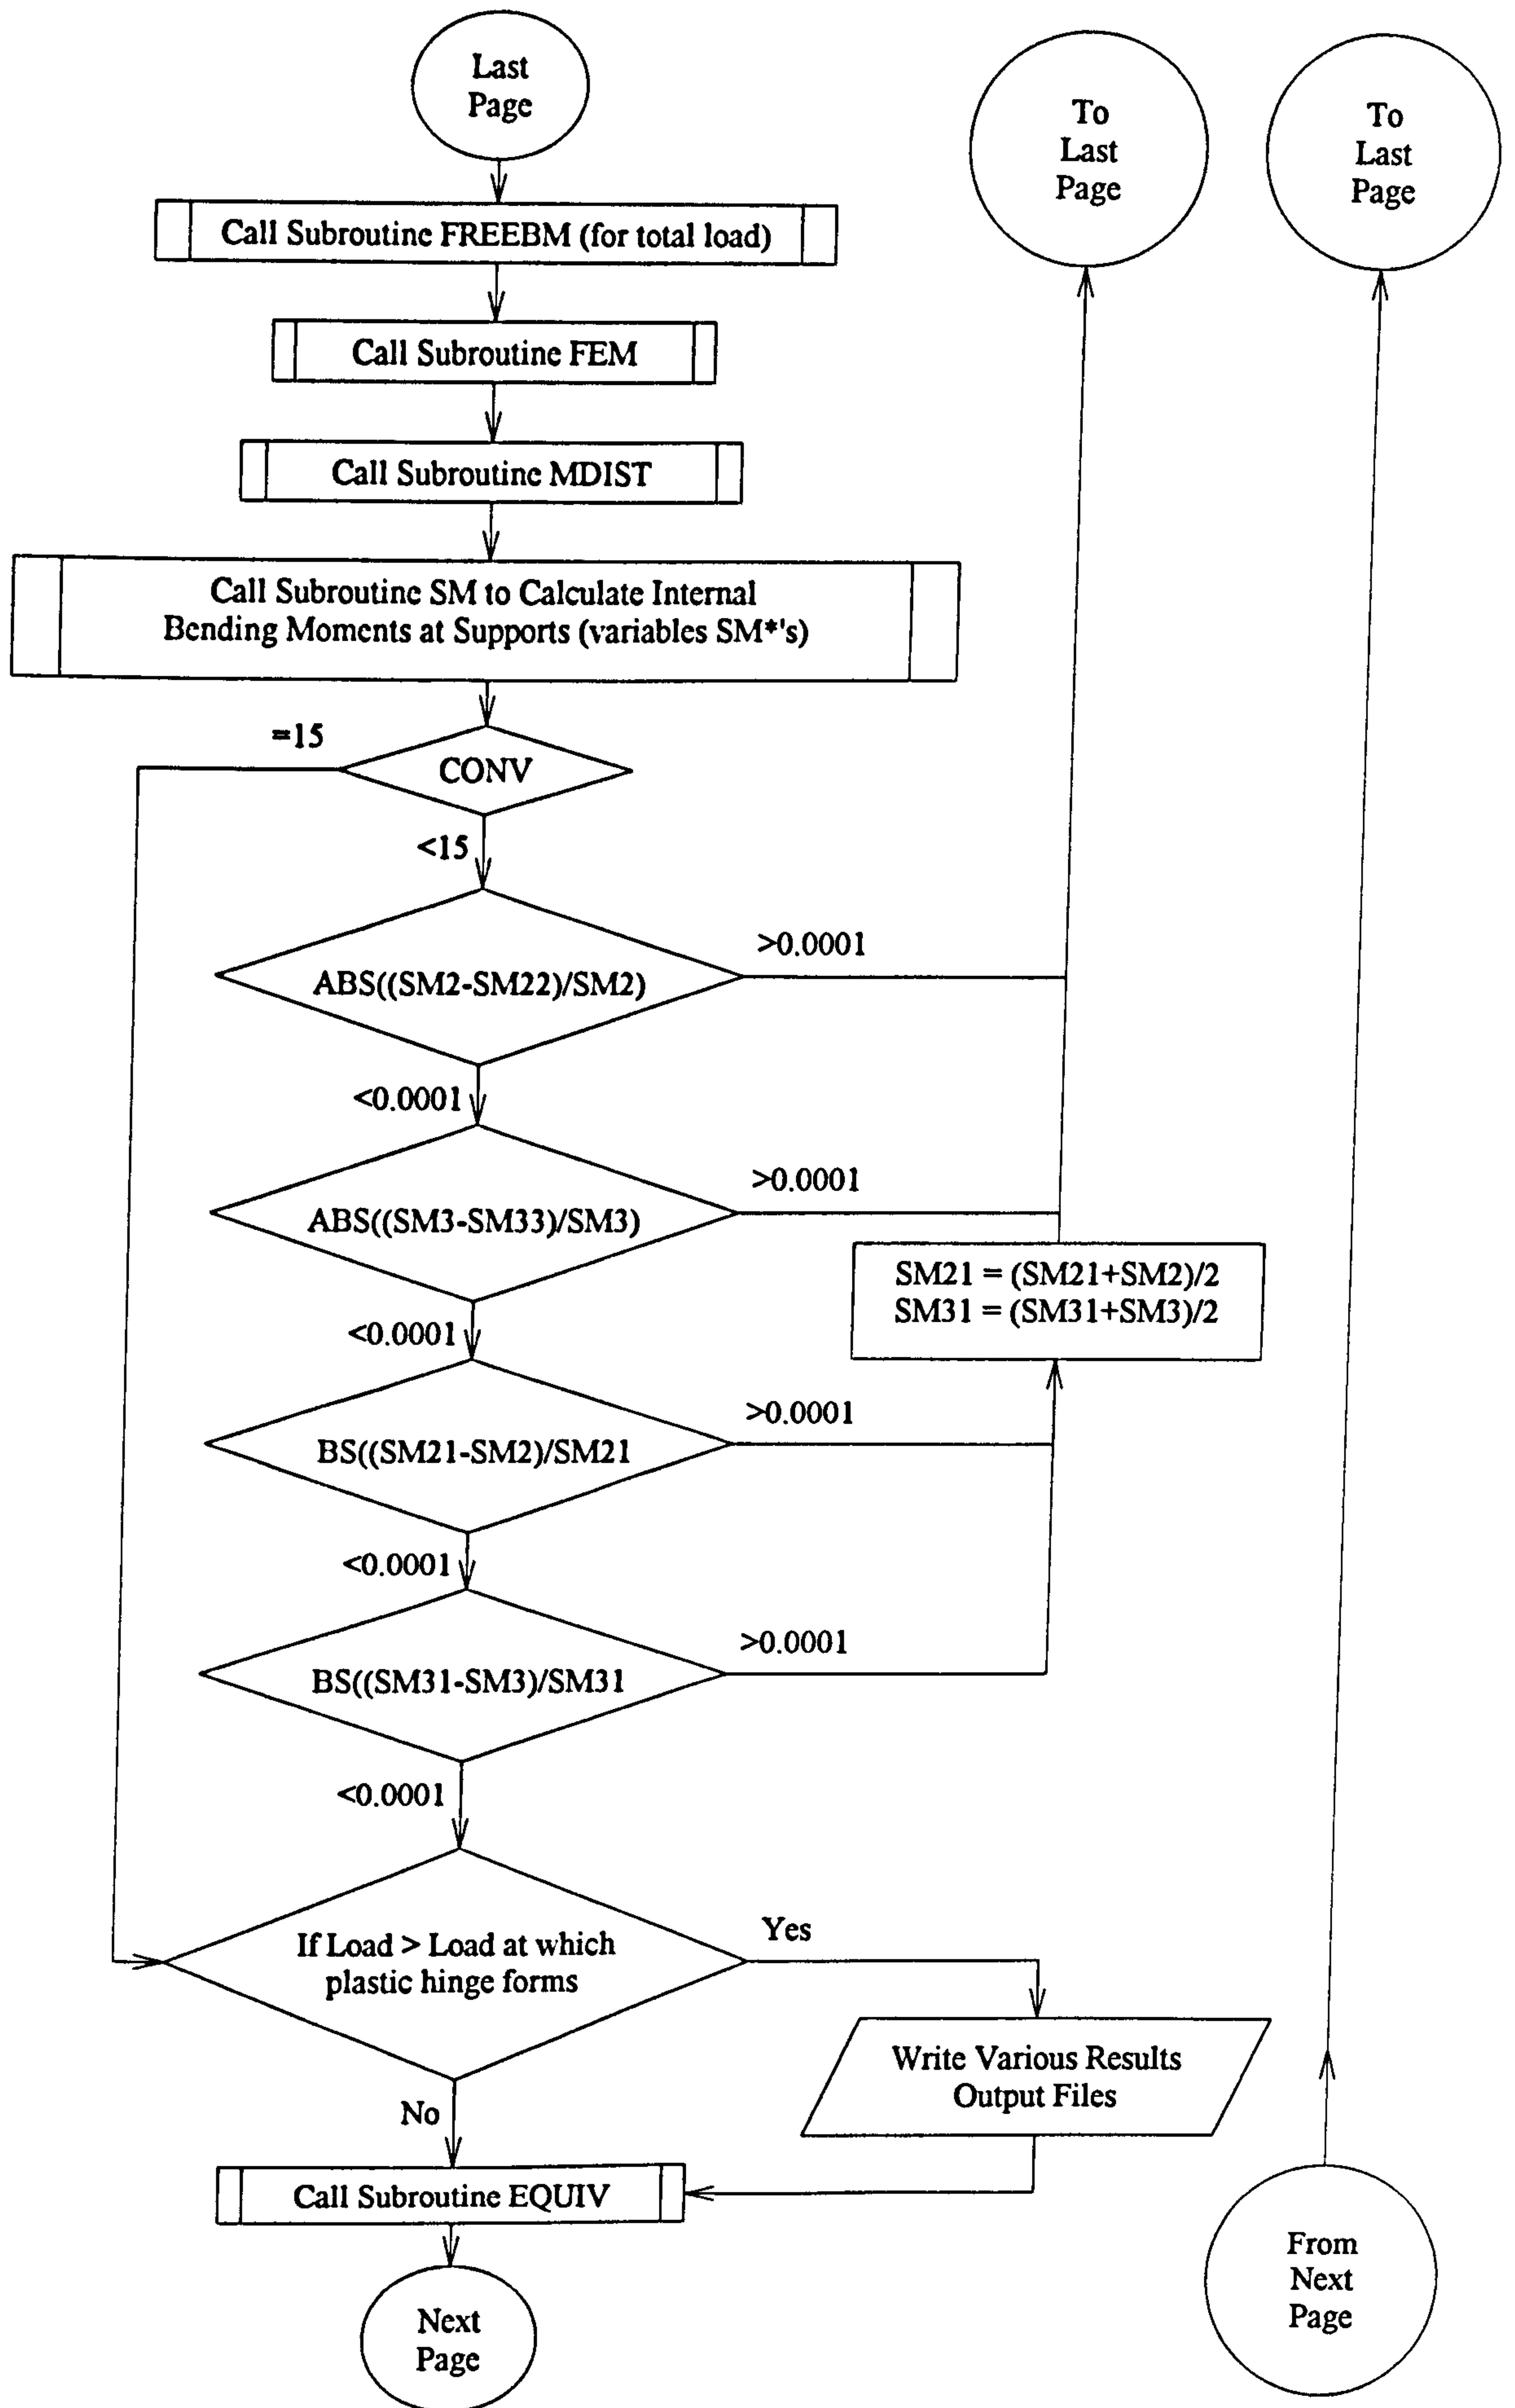 Last
Page
To
Last
Page
To
Last
Page
Call Subroutine FREEBM (for total load)
Call Subroutine FEM
Call Subroutine MDIST
Call Subroutine SM to Calculate Internal
Bending Moments at Supports (variables SM*'s)
=15
CONV
<15
>0.0001
ABS((SM2-SM22)/SM2)
<0.0001
>0.0001
ABS((SM3-SM33)/SM3)
SM21 = (SM21+SM2)/2
SM31 = (SM31+SM3)/2
<0.0001
>0.0001
BS((SM21-SM2)/SM21
<0.0001
>0.0001
BS((SM31-SM3)/SM31
<0.0001
Yes
If Load > Load at which
plastic hinge forms
Write Various Results
Output Files
No
Call Subroutine EQUIV
From
Next
Page
Next
Page